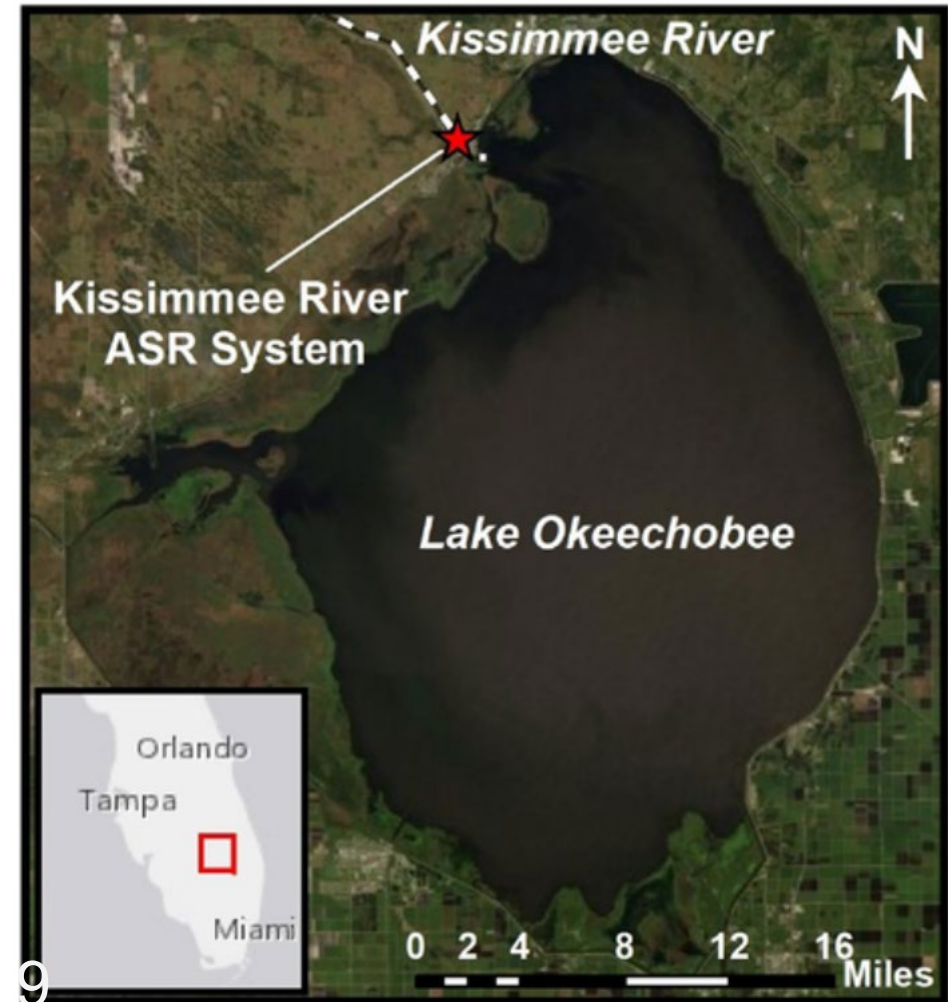 Kissimmee River
N
Kissimmee River
ASR System
Lake Okeechobee
Orlando
Tampa
Miami
0 2 4 8 12 16
Miles
9